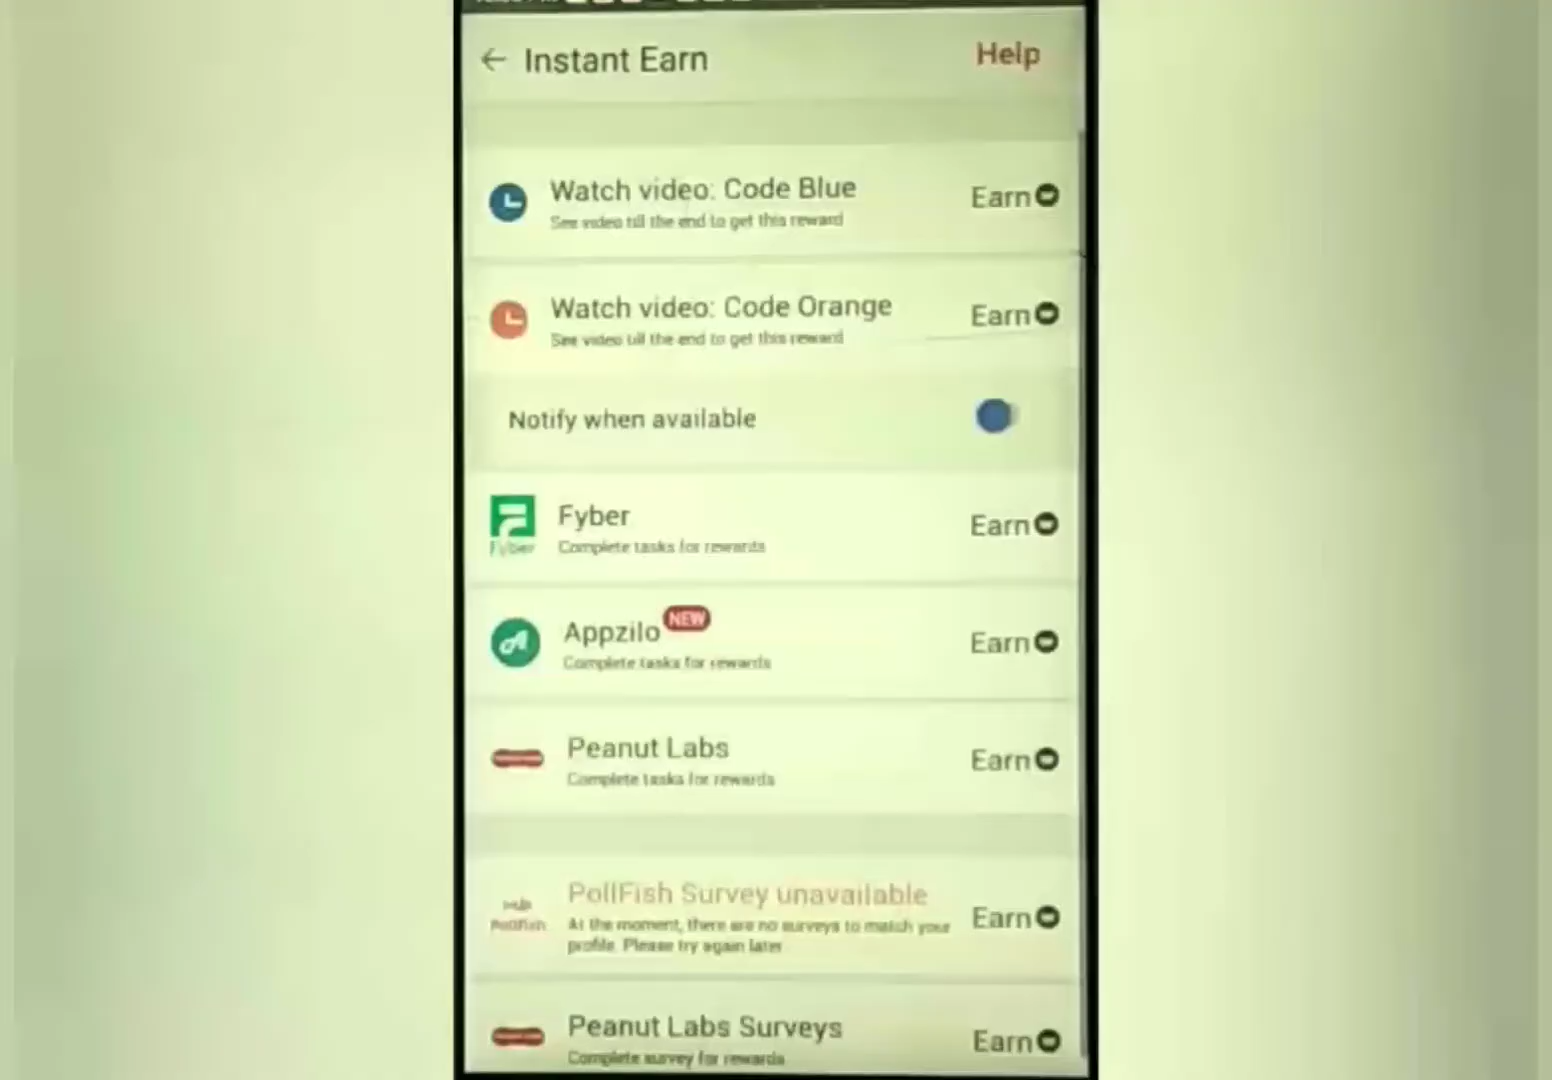 Instant Earn
Help
Watch video: Code Blue
Earn
See video till the end to get this reward
Watch video: Code Orange
Earn
See video till the end to get this reward
Notify when available
Fyber
Earn
Fyber
Complete tasks for rewards
Appzilo NEW
Earn
Complete tasks for rewards
Peanut Labs
Earn
Complete tasks for rewards
PollFish Survey unavailable
Earn
Pollfish
At the moment, there are no surveys to match your
profile. Please try again later
Peanut Labs Surveys
Earn
Complete survey for rewards